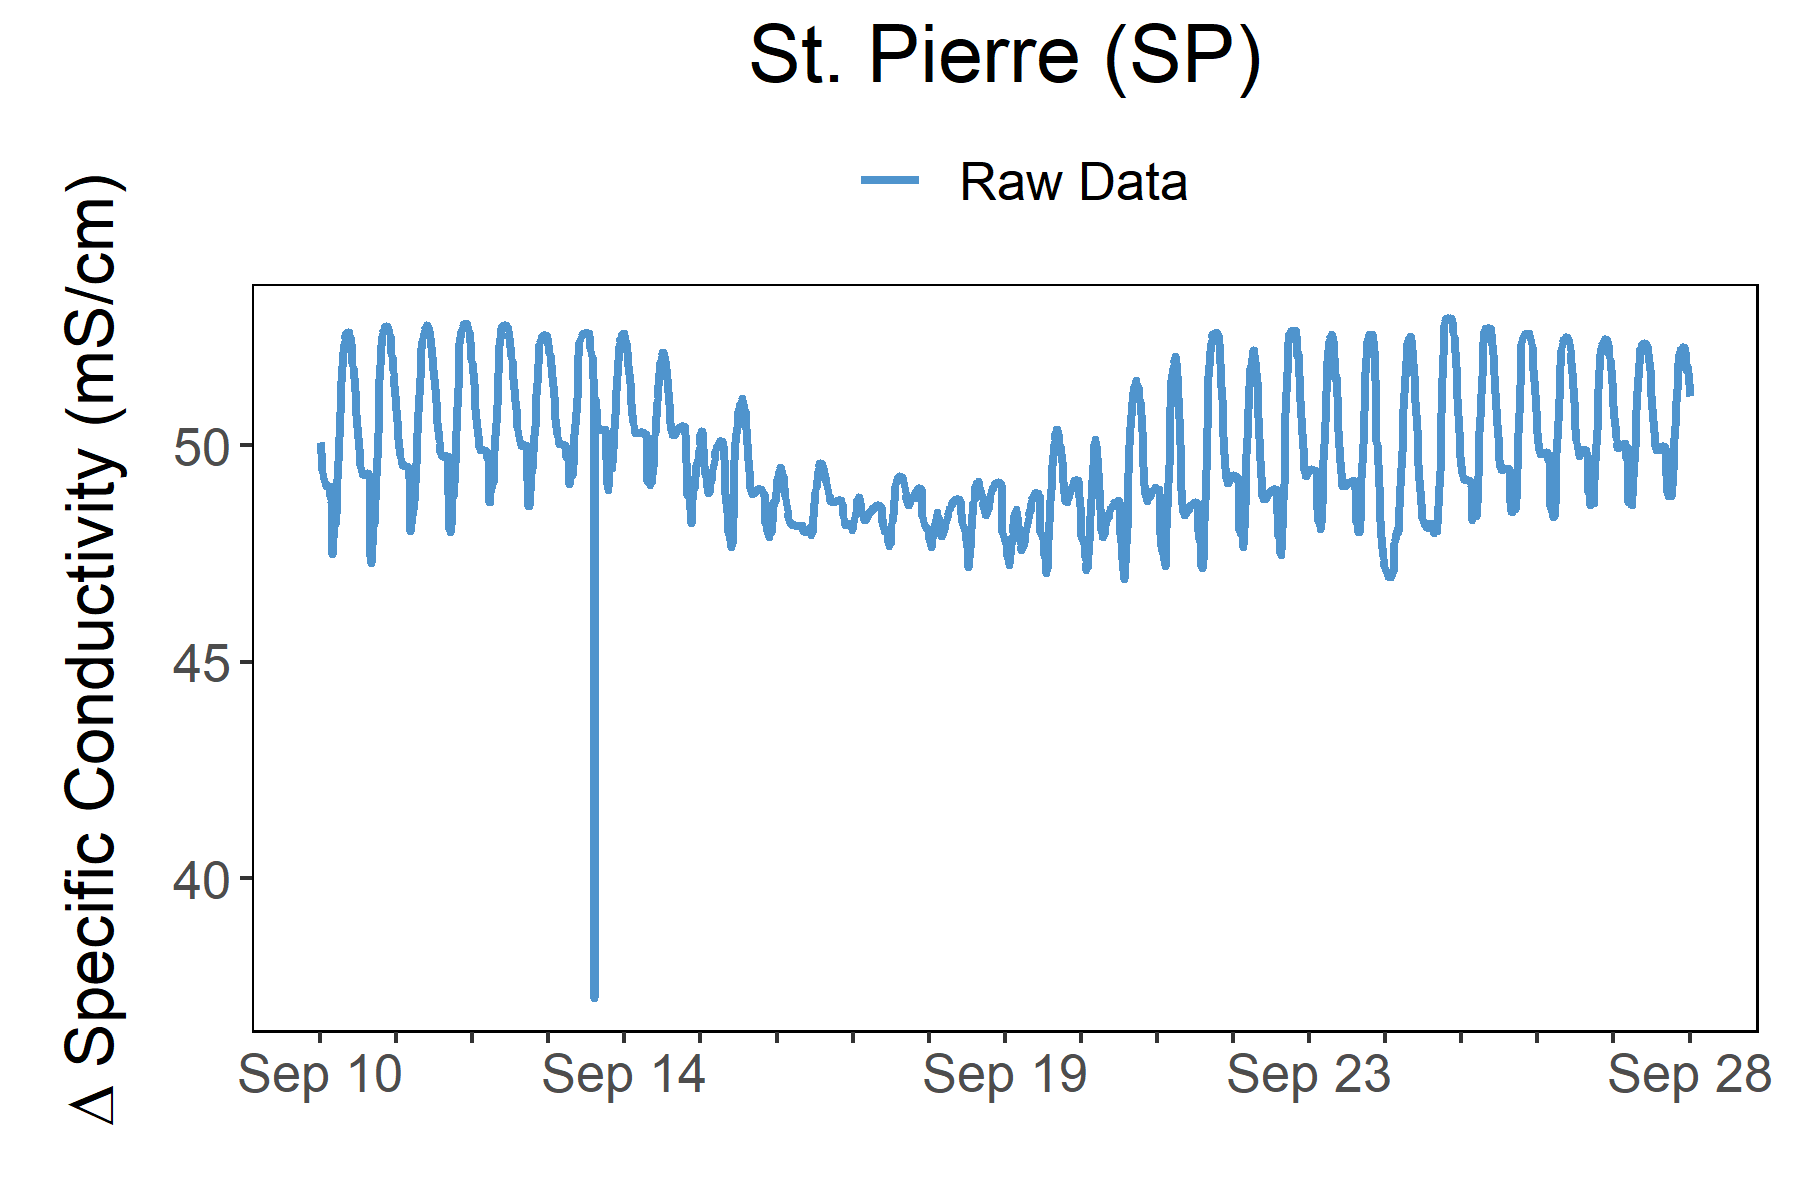 St. Pierre (SP)
Raw Data
Δ Specific Conductivity (mS/cm)
50
45
40
Sep 10
Sep 14
Sep 19
Sep 23
Sep 28